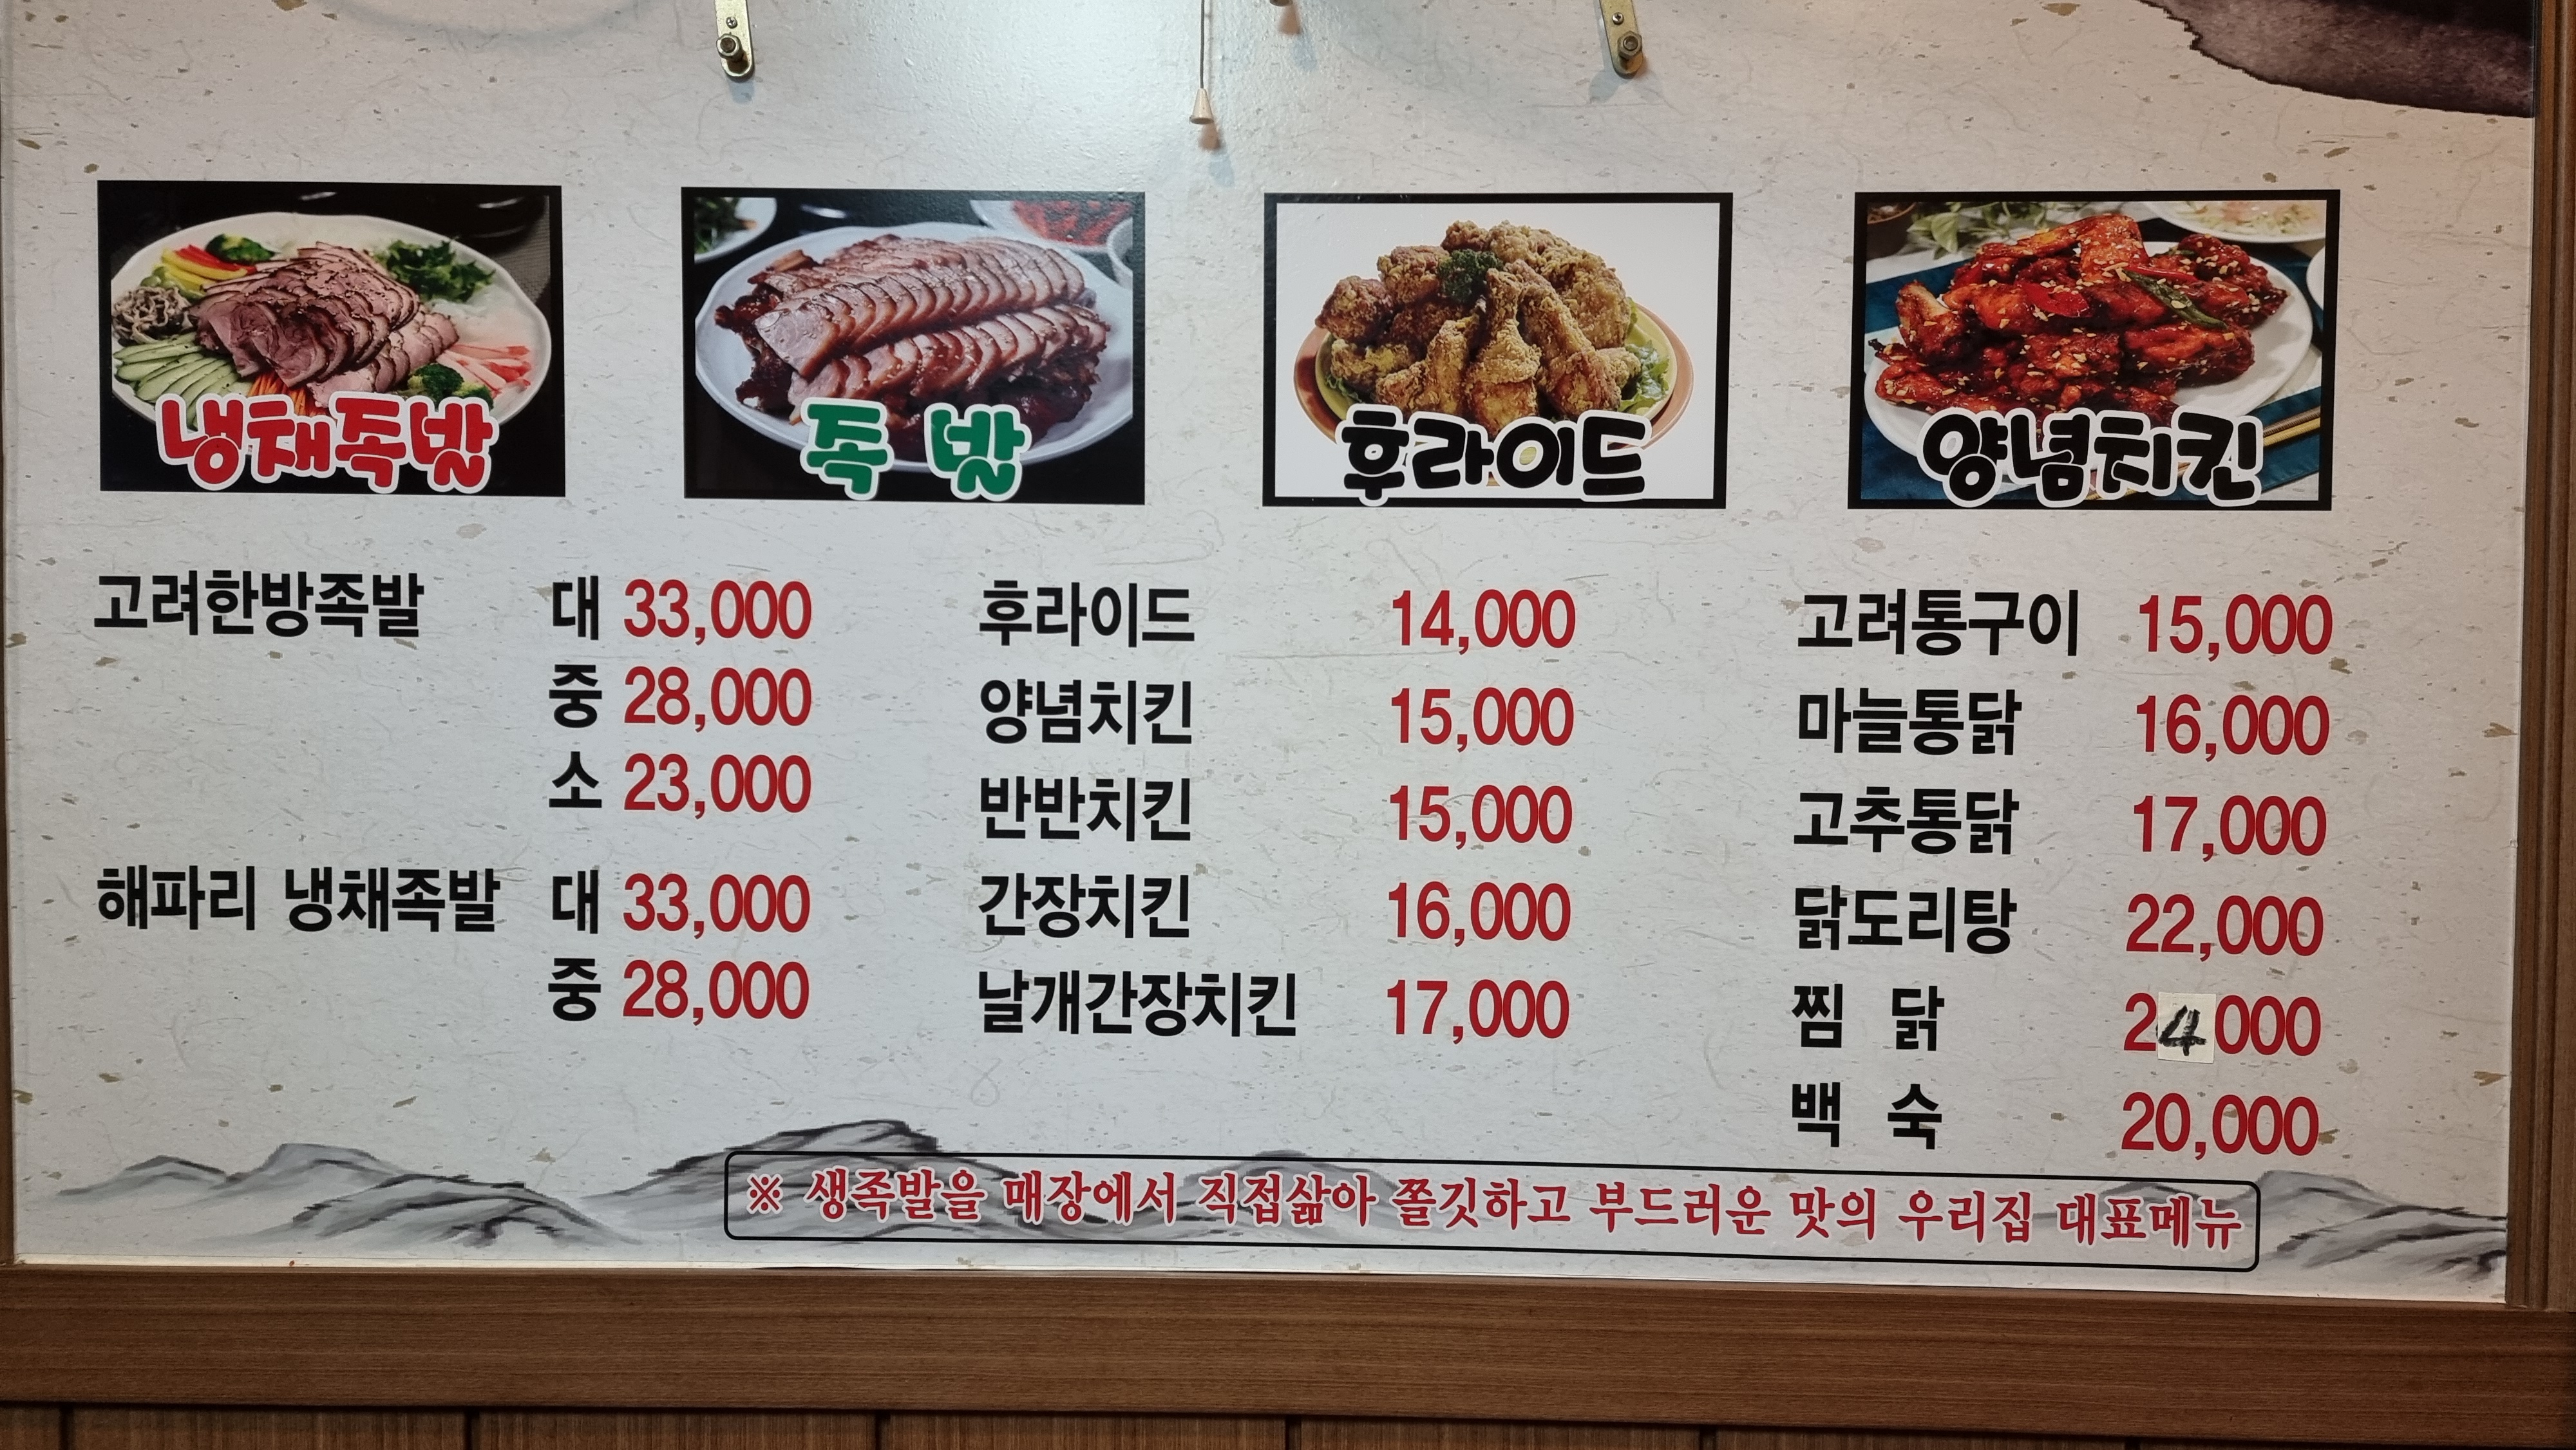 냉채족발
족 발
후라이드
양념치킨
고려한방족발 대 33,000
중 28,000
소 23,000
해파리 냉채족발 대 33,000
중 28,000
후라이드 14,000
양념치킨 15,000
반반치킨 15,000
간장치킨 16,000
날개간장치킨 17,000
고려통구이 15,000
마늘통닭 16,000
고추통닭 17,000
닭도리탕 22,000
찜 닭 24000
백 숙 20,000
※ 생족발을 매장에서 직접삶아 쫄깃하고 부드러운 맛의 우리집 대표메뉴